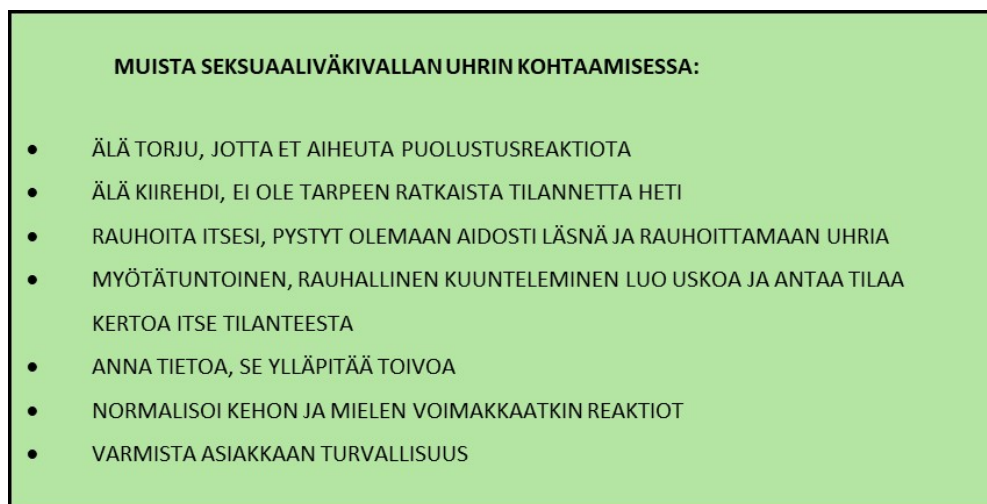 MUISTA SEKSUAALIVÄKIVALLAN UHRIN KOHTAAMISESSA:
• ÄLÄ TORJU, JOTTA ET AIHEUTA PUOLUSTUSREAKTIOTA
• ÄLÄ KIIREHDI, EI OLE TARPEEN RATKAISTA TILANNETTA HETI
• RAUHOITA ITSESI, PYSTYT OLEMAAN AIDOSTI LÄSNÄ JA RAUHOITTAMAAN UHRIA
• MYÖTÄTUNTOINEN, RAUHALLINEN KUUNTELEMINEN LUO USKOA JA ANTAA TILAA
KERTOA ITSE TILANTEESTA
• ANNA TIETOA, SE YLLÄPITÄÄ TOIVOA
• NORMALISOI KEHON JA MIELEN VOIMAKKAATKIN REAKTIOT
• VARMISTA ASIAKKAAN TURVALLISUUS